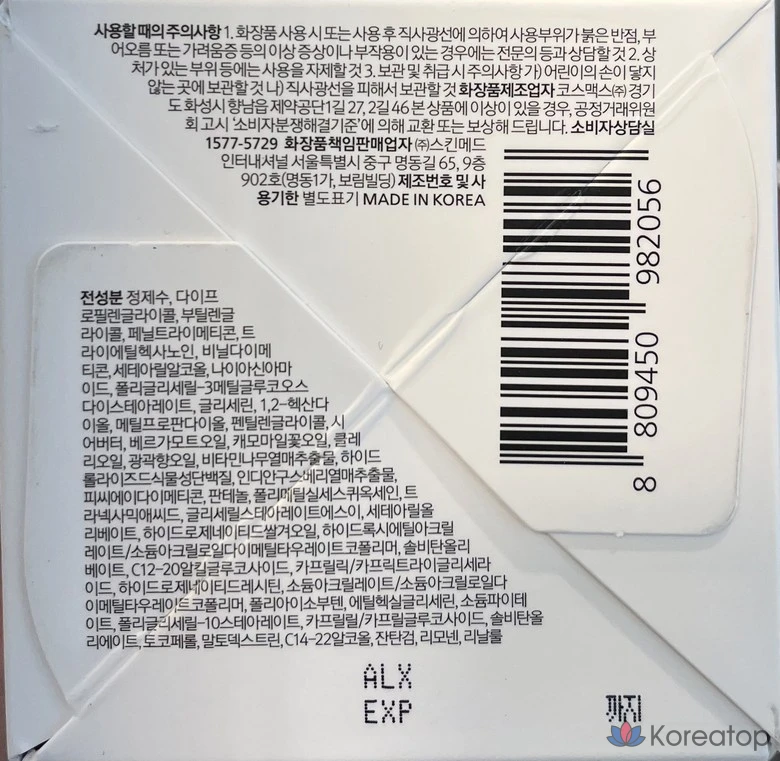 사용할 때의 주의사항 1. 화장품 사용 시 또는 사용 후 직사광선에 의하여 사용부위가 붉은 반점, 부
어오름 또는 가려움증 등의 이상 증상이나 부작용이 있는 경우에는 전문의 등과 상담할 것 2. 상
처가 있는 부위 등에는 사용을 자제할 것 3. 보관 및 취급 시 주의사항 가) 어린이의 손이 닿지
않는 곳에 보관할 것 나) 직사광선을 피해서 보관할 것 화장품제조업자 코스맥스㈜ 경기
도 화성시 향남읍 제약공단1길 27, 2길 46 본 상품에 이상이 있을 경우, 공정거래위원
회 고시 '소비자분쟁해결기준'에 의해 교환 또는 보상해 드립니다. 소비자상담실
1577-5729 화장품책임판매업자 ㈜스킨메드
인터내셔널 서울특별시 중구 명동길 65, 9층
902호(명동1가, 보림빌딩) 제조번호 및 사
용기한 별도표기 MADE IN KOREA
8 809450 982056
전성분 정제수, 다이프
로필렌글라이콜, 부틸렌글
라이콜, 페닐트라이메티콘, 트
라이에틸헥사노인, 비닐다이메
티콘, 세테아릴알코올, 나이아신아마
이드, 폴리글리세릴-3메틸글루코오스
다이스테아레이트, 글리세린, 1,2-헥산다
이올, 메틸프로판다이올, 펜틸렌글라이콜, 시
어버터, 베르가모트오일, 캐모마일꽃오일, 클레
리오일, 광곽향오일, 비타민나무열매추출물, 하이드
롤라이즈드식물성단백질, 인디안구스베리열매추출물,
피씨에이다이메티콘, 판테놀, 폴리메틸실세스퀴옥세인, 트
라넥사믹애씨드, 글리세릴스테아레이트에스이, 세테아릴올
리베이트, 하이드로제네이티드쌀겨오일, 하이드록시에틸아크릴
레이트/소듐아크릴로일다이메틸타우레이트코폴리머, 솔비탄올리
베이트, C12-20알킬글루코사이드, 카프릴릭/카프릭트라이글리세라
이드, 하이드로제네이티드레시틴, 소듐아크릴레이트/소듐아크릴로일다
이메틸타우레이트코폴리머, 폴리아이소부텐, 에틸헥실글리세린, 소듐파이테
이트, 폴리글리세릴-10스테아레이트, 카프릴릴/카프릴글루코사이드, 솔비탄올
리에이트, 토코페롤, 말토덱스트린, C14-22알코올, 잔탄검, 리모넨, 리날룰
ALX
EXP 까지
Koreatop